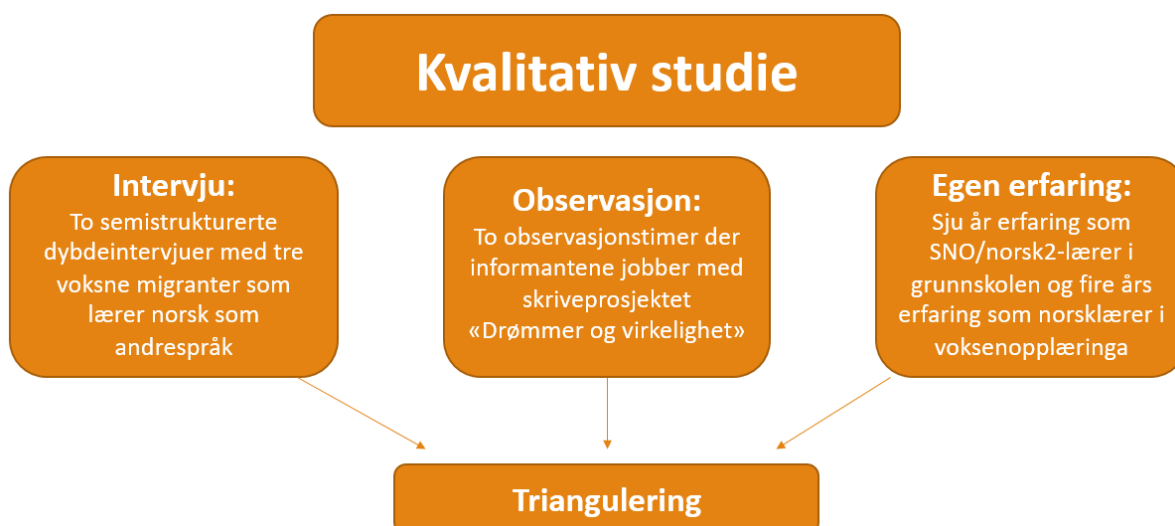 Kvalitativ studie
Intervju:
To semistrukturerte
dybdeintervjuer med tre
voksne migranter som
lærer norsk som
andrespråk
Observasjon:
To observasjonstimer der
informantene jobber med
skriveprosjektet
«Drømmer og virkelighet»
Egen erfaring:
Sju år erfaring som
SNO/norsk2-lærer i
grunnskolen og fire års
erfaring som norsklærer i
voksenopplæringa
Triangulering